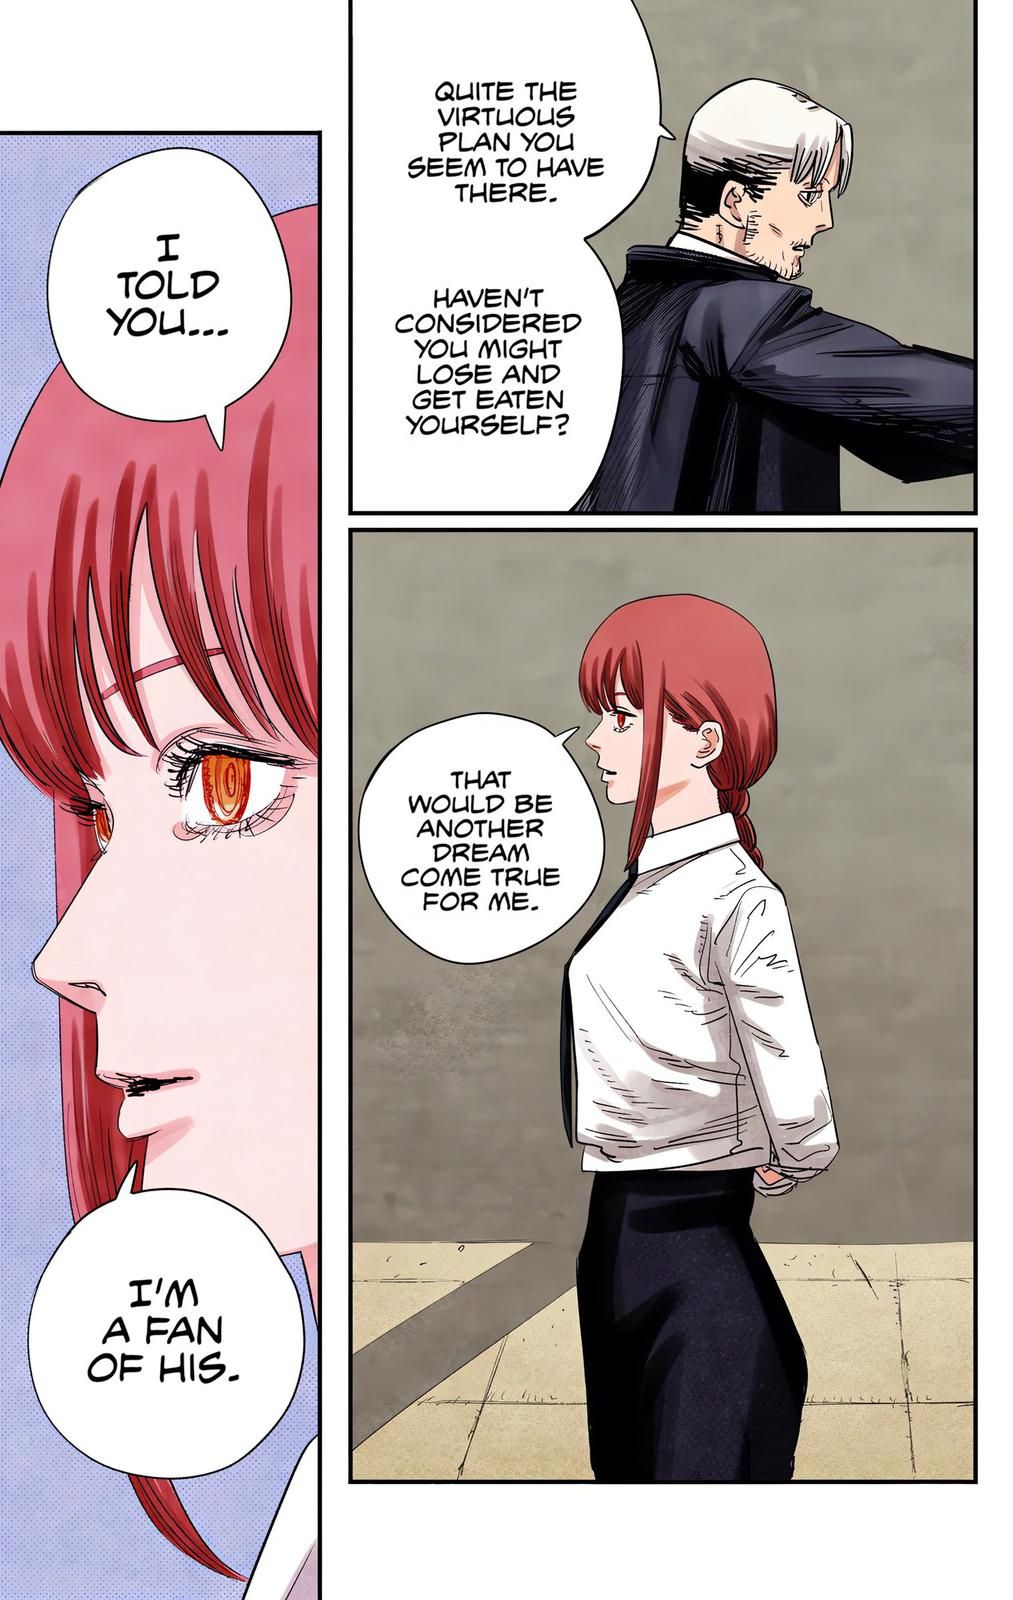 QUITE THE
VIRTUOUS
PLAN YOU
SEEM TO HAVE
THERE.
HAVEN'T
CONSIDERED
YOU MIGHT
LOSE AND
GET EATEN
YOURSELF?
THAT
WOULD BE
ANOTHER
DREAM
COME TRUE
FOR ME.
I
TOLD
YOU...
I'M
A FAN
OF HIS.